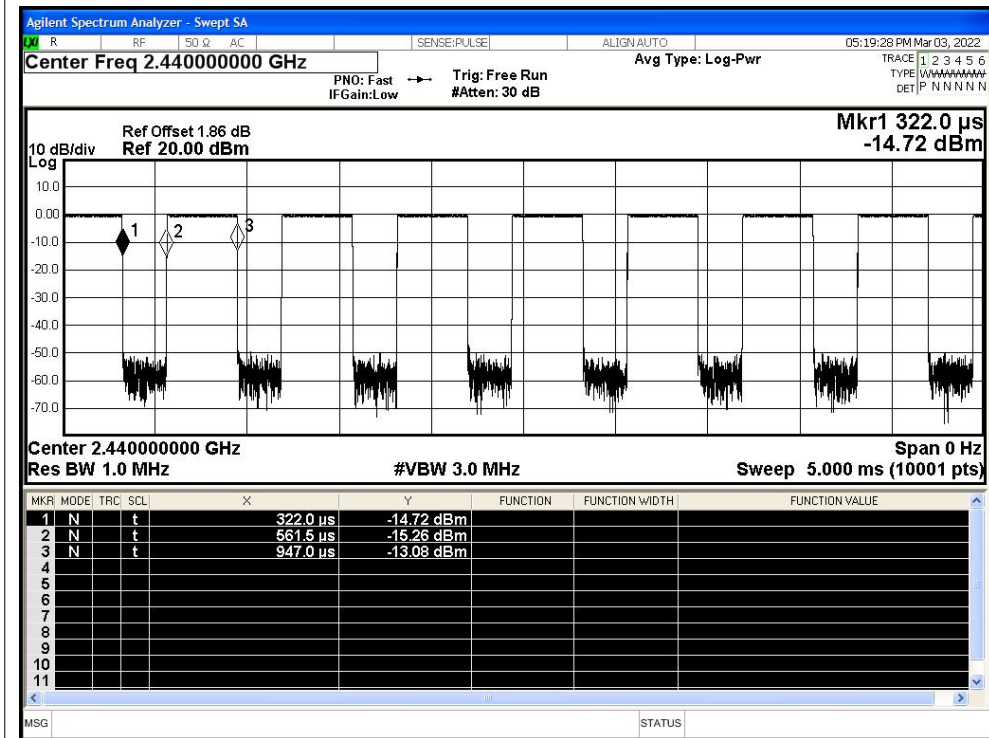 Agilent Spectrum Analyzer - Swept SA
LXI R RF 50 Ω AC SENSE:PULSE ALIGN AUTO 05:19:28 PM Mar 03, 2022
Center Freq 2.440000000 GHz
PNO: Fast
IFGain:Low
Trig: Free Run
#Atten: 30 dB
Avg Type: Log-Pwr
TRACE 1 2 3 4 5 6
TYPE
DET P N N N N N
Ref Offset 1.86 dB
10 dB/div Ref 20.00 dBm
Log
Mkr1 322.0 µs
-14.72 dBm
10.0
0.00
-10.0
-20.0
-30.0
-40.0
-50.0
-60.0
-70.0
1 2 3
Center 2.440000000 GHz Span 0 Hz
Res BW 1.0 MHz #VBW 3.0 MHz Sweep 5.000 ms (10001 pts)
MKR MODE TRC SCL X Y FUNCTION FUNCTION WIDTH FUNCTION VALUE
1 N t 322.0 µs -14.72 dBm
2 N t 561.5 µs -15.26 dBm
3 N t 947.0 µs -13.08 dBm
4
5
6
7
8
9
10
11
MSG STATUS